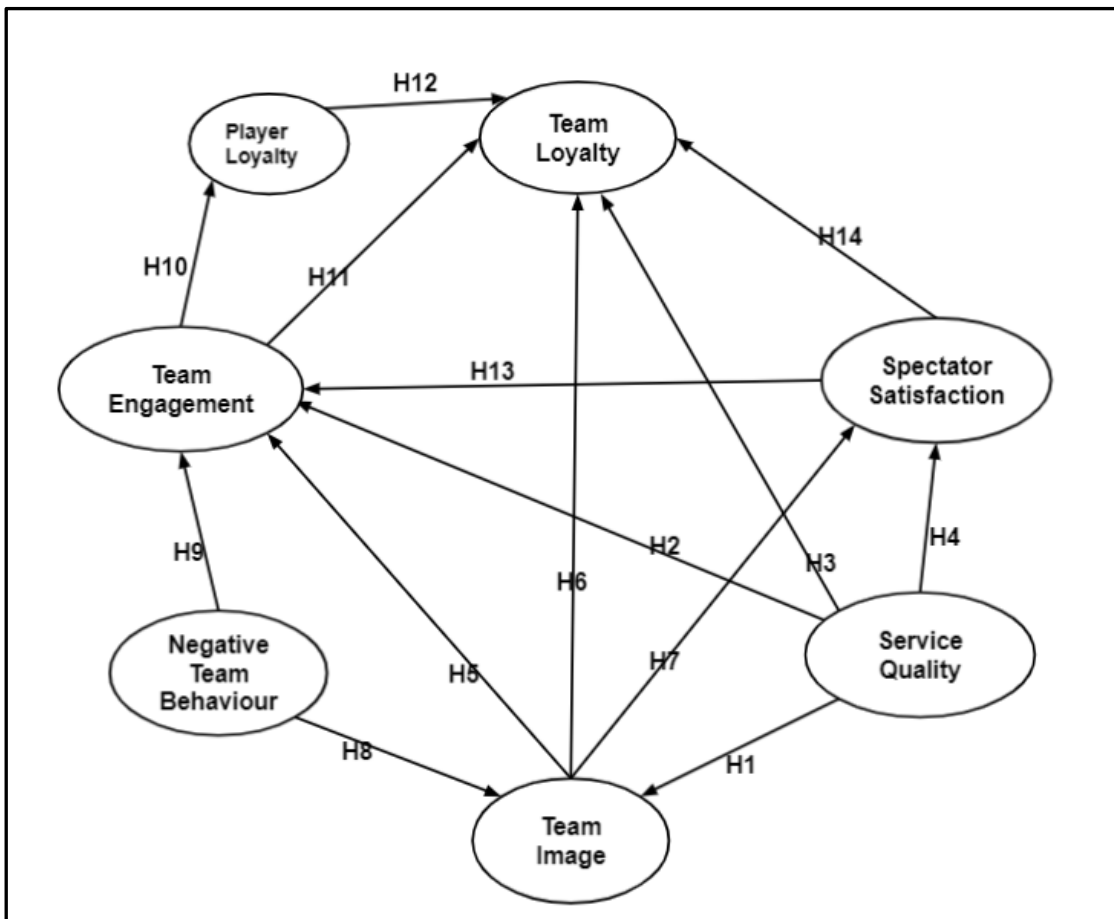 H12
Player
Loyalty
Team
Loyalty
H10
H11
H14
Team
Engagement
H13
Spectator
Satisfaction
H9
H2
H6
H3
H4
Negative
Team
Behaviour
H5
H7
Service
Quality
H8
H1
Team
Image